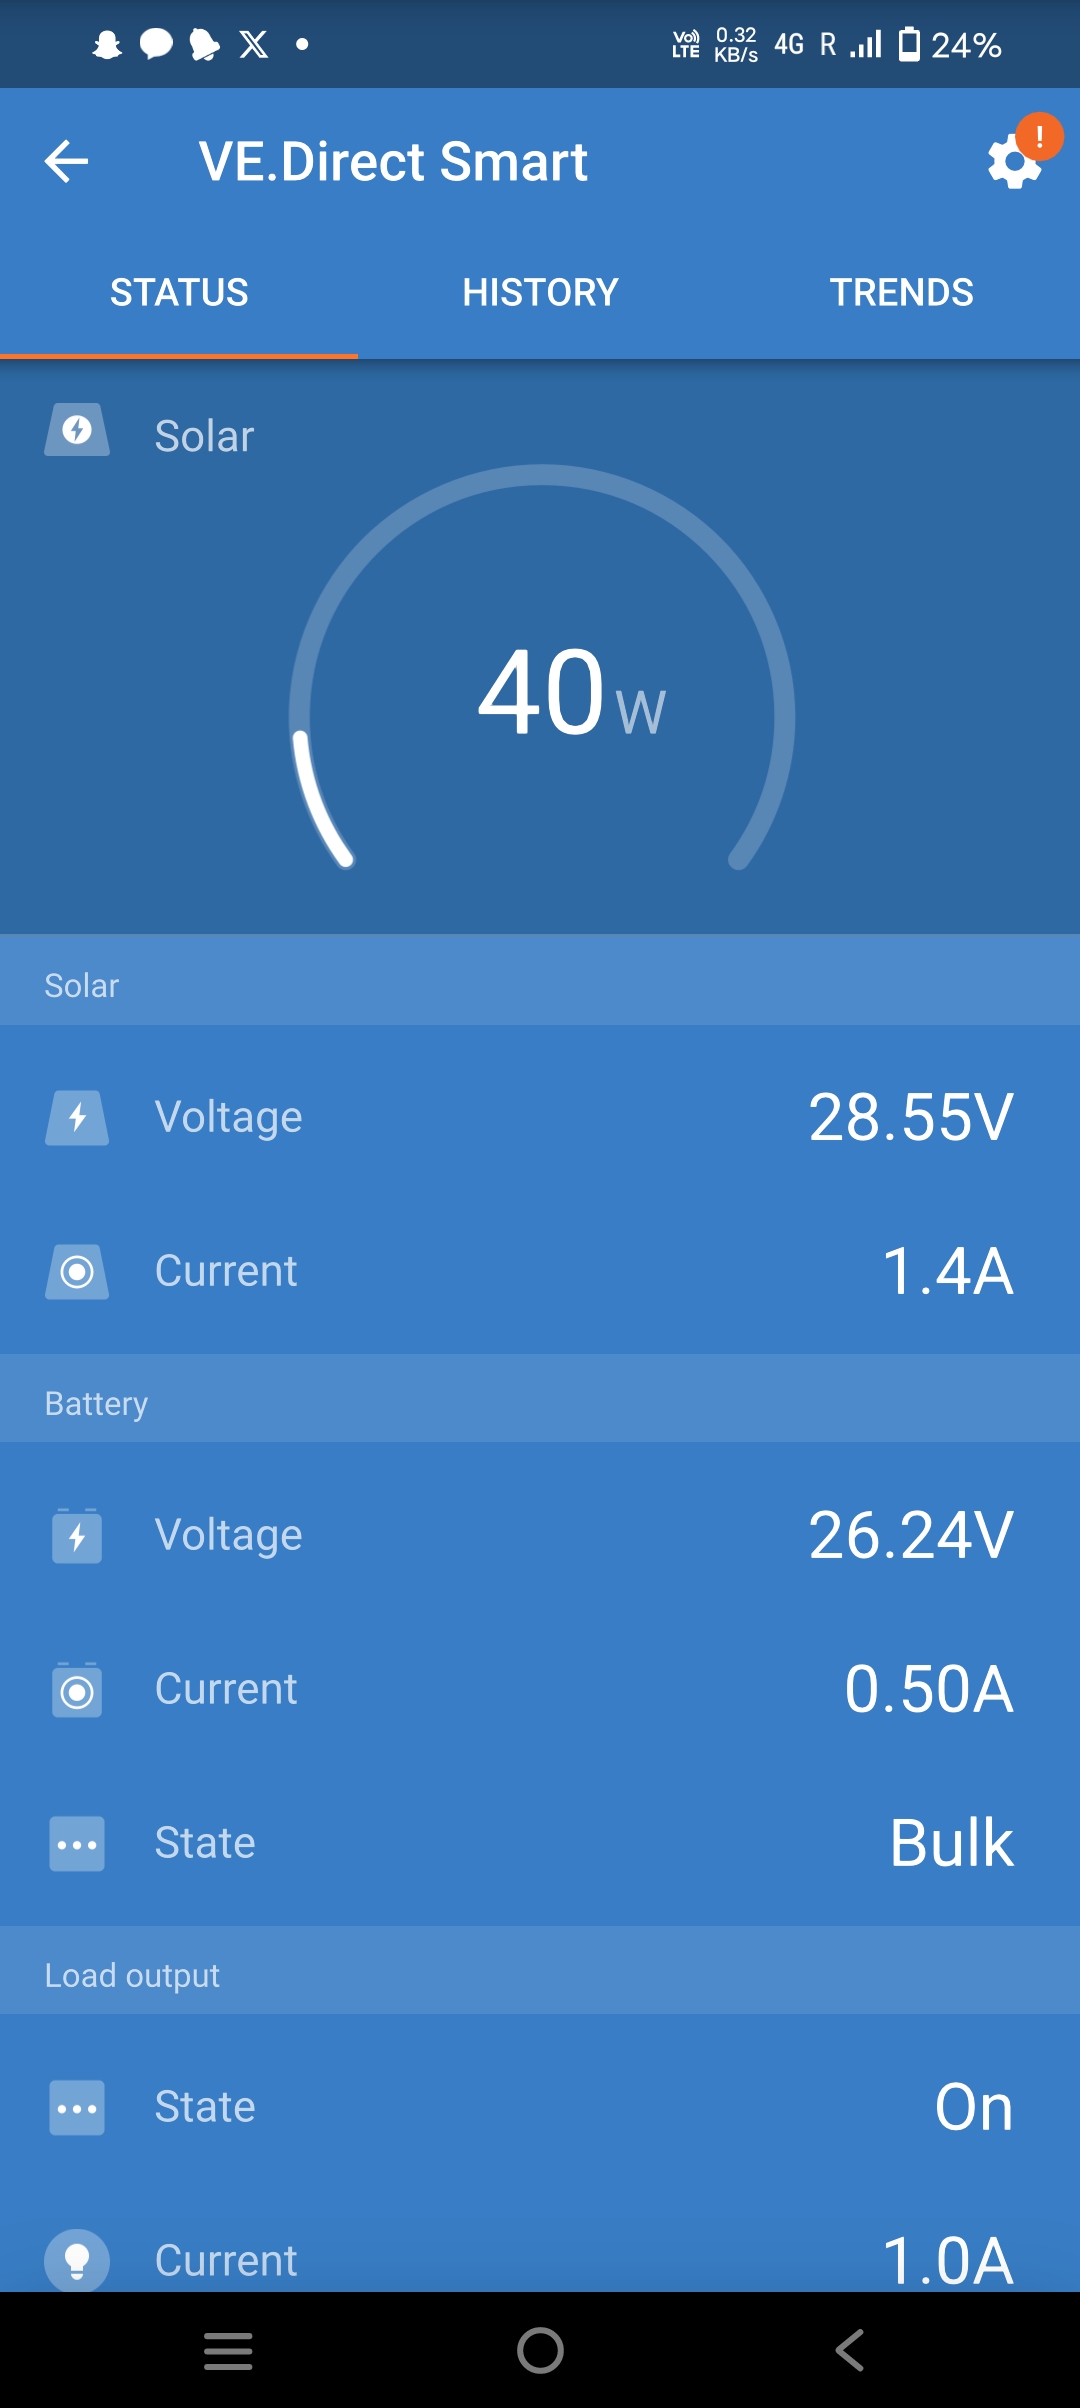 Vo LTE 0.32 KB/s 4G R 24%
VE.Direct Smart !
STATUS HISTORY TRENDS
Solar
40 W
Solar
Voltage 28.55V
Current 1.4A
Battery
Voltage 26.24V
Current 0.50A
State Bulk
Load output
State On
Current 1.0A